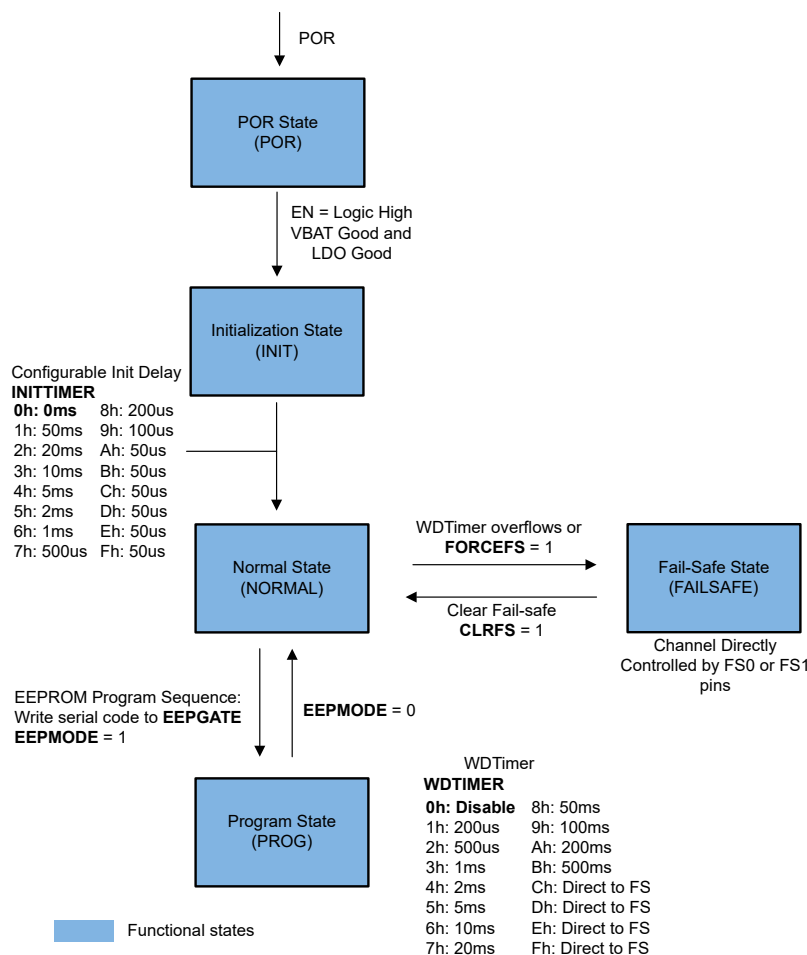 POR
POR State
(POR)
EN = Logic High
VBAT Good and
LDO Good
Initialization State
(INIT)
Configurable Init Delay
INITTIMER
0h: 0ms 8h: 200us
1h: 50ms 9h: 100us
2h: 20ms Ah: 50us
3h: 10ms Bh: 50us
4h: 5ms Ch: 50us
5h: 2ms Dh: 50us
6h: 1ms Eh: 50us
7h: 500us Fh: 50us
Normal State
(NORMAL)
WDTimer overflows or
FORCEFS = 1
Clear Fail-safe
CLRFS = 1
Fail-Safe State
(FAILSAFE)
Channel Directly
Controlled by FS0 or FS1
pins
EEPROM Program Sequence:
Write serial code to EEPGATE
EEPMODE = 1
EEPMODE = 0
Program State
(PROG)
WDTimer
WDTIMER
0h: Disable 8h: 50ms
1h: 200us 9h: 100ms
2h: 500us Ah: 200ms
3h: 1ms Bh: 500ms
4h: 2ms Ch: Direct to FS
5h: 5ms Dh: Direct to FS
6h: 10ms Eh: Direct to FS
7h: 20ms Fh: Direct to FS
Functional states